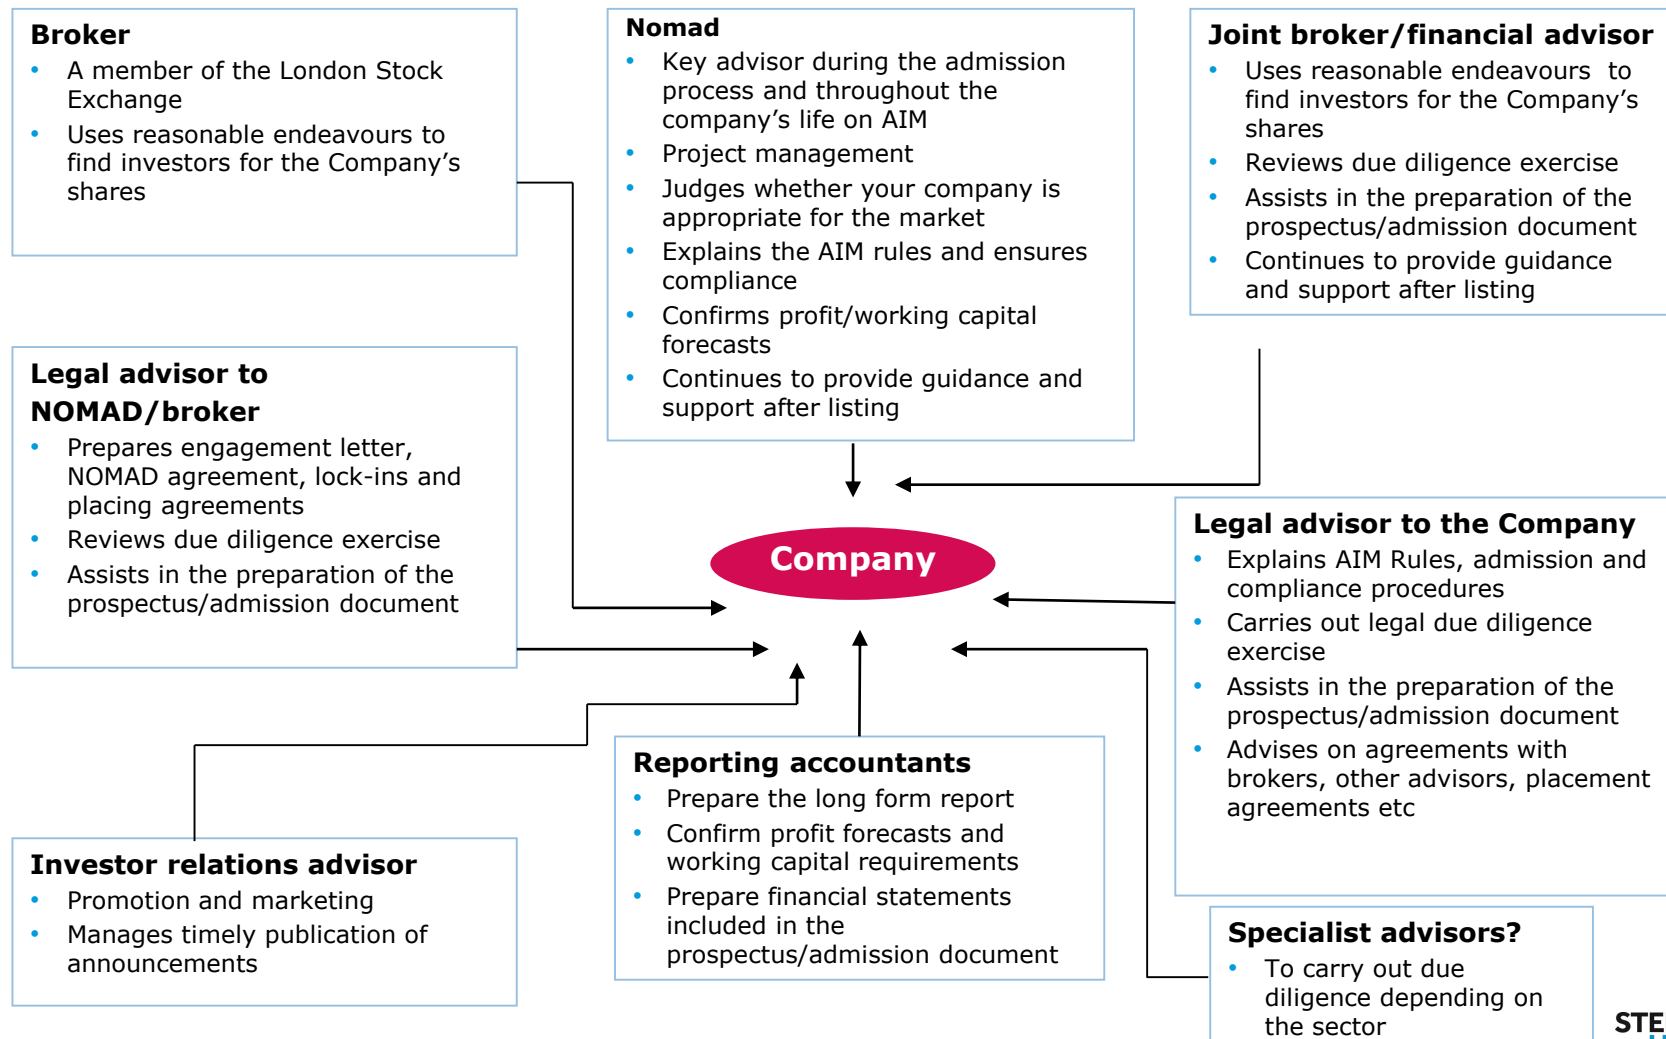 Broker
• A member of the London Stock
Exchange
• Uses reasonable endeavours to
find investors for the Company's
shares
Nomad
• Key advisor during the admission
process and throughout the
company's life on AIM
• Project management
• Judges whether your company is
appropriate for the market
• Explains the AIM rules and ensures
compliance
• Confirms profit/working capital
forecasts
• Continues to provide guidance and
support after listing
Joint broker/financial advisor
• Uses reasonable endeavours to
find investors for the Company's
shares
• Reviews due diligence exercise
• Assists in the preparation of the
prospectus/admission document
• Continues to provide guidance
and support after listing
Legal advisor to
NOMAD/broker
• Prepares engagement letter,
NOMAD agreement, lock-ins and
placing agreements
• Reviews due diligence exercise
• Assists in the preparation of the
prospectus/admission document
Company
Legal advisor to the Company
• Explains AIM Rules, admission and
compliance procedures
• Carries out legal due diligence
exercise
• Assists in the preparation of the
prospectus/admission document
• Advises on agreements with
brokers, other advisors, placement
agreements etc
Investor relations advisor
• Promotion and marketing
• Manages timely publication of
announcements
Reporting accountants
• Prepare the long form report
• Confirm profit forecasts and
working capital requirements
• Prepare financial statements
included in the
prospectus/admission document
Specialist advisors?
• To carry out due
diligence depending on
the sector